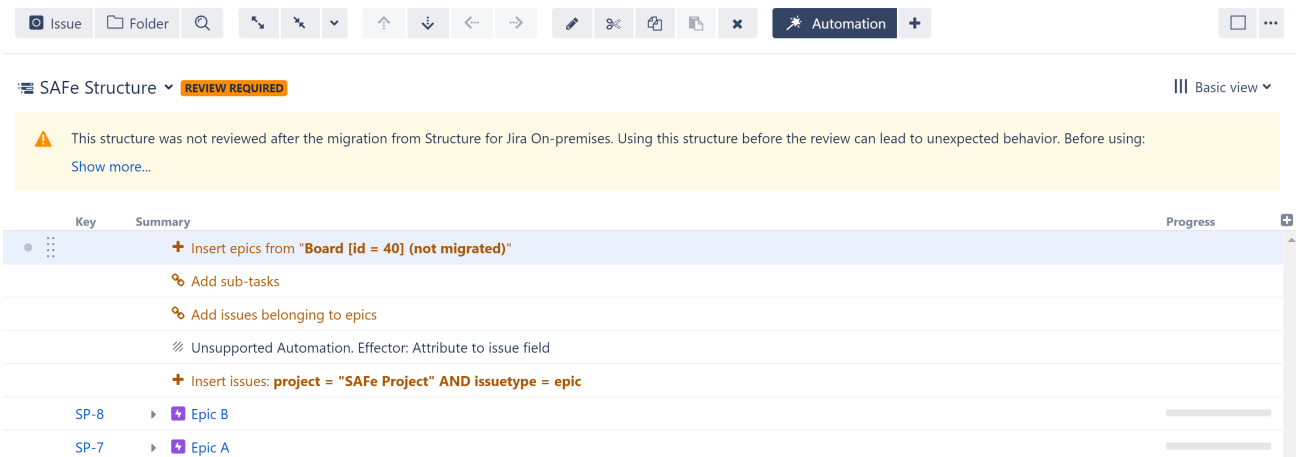 Issue Folder Automation
SAFe Structure REVIEW REQUIRED Basic view
This structure was not reviewed after the migration from Structure for Jira On-premises. Using this structure before the review can lead to unexpected behavior. Before using:
Show more...
Key Summary Progress
Insert epics from "Board [id = 40] (not migrated)"
Add sub-tasks
Add issues belonging to epics
Unsupported Automation. Effector: Attribute to issue field
Insert issues: project = "SAFe Project" AND issuetype = epic
SP-8 Epic B
SP-7 Epic A